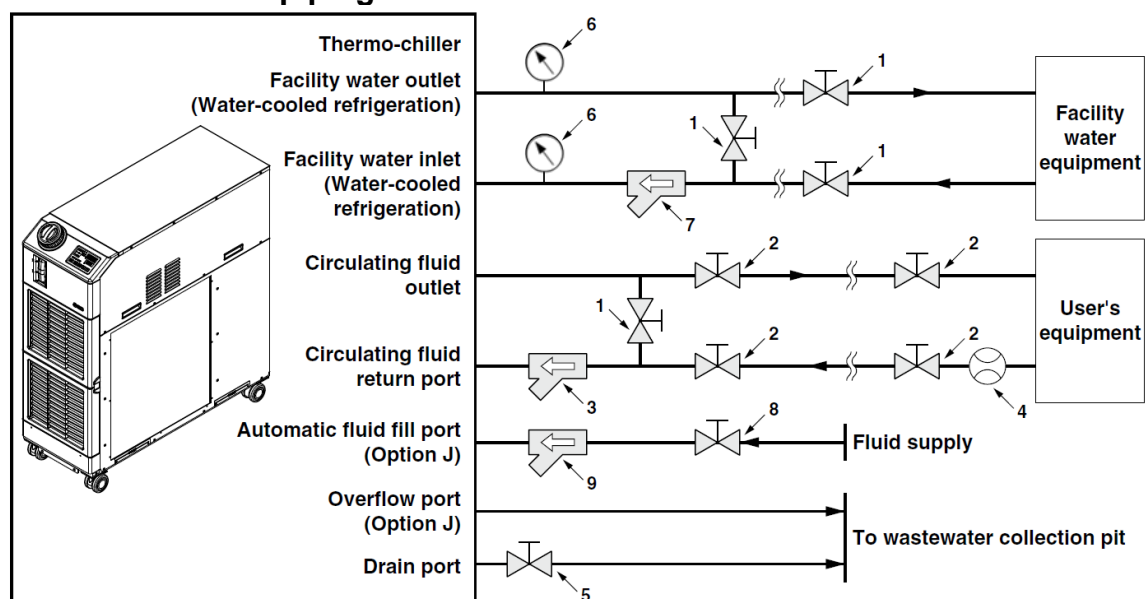 Thermo-chiller
Facility water outlet
(Water-cooled refrigeration)
Facility water inlet
(Water-cooled
refrigeration)
Circulating fluid
outlet
Circulating fluid
return port
Automatic fluid fill port
(Option J)
Overflow port
(Option J)
Drain port
6
1
6
1
1
7
2
2
1
2
2
3
4
8
9
5
Facility
water
equipment
User's
equipment
Fluid supply
To wastewater collection pit